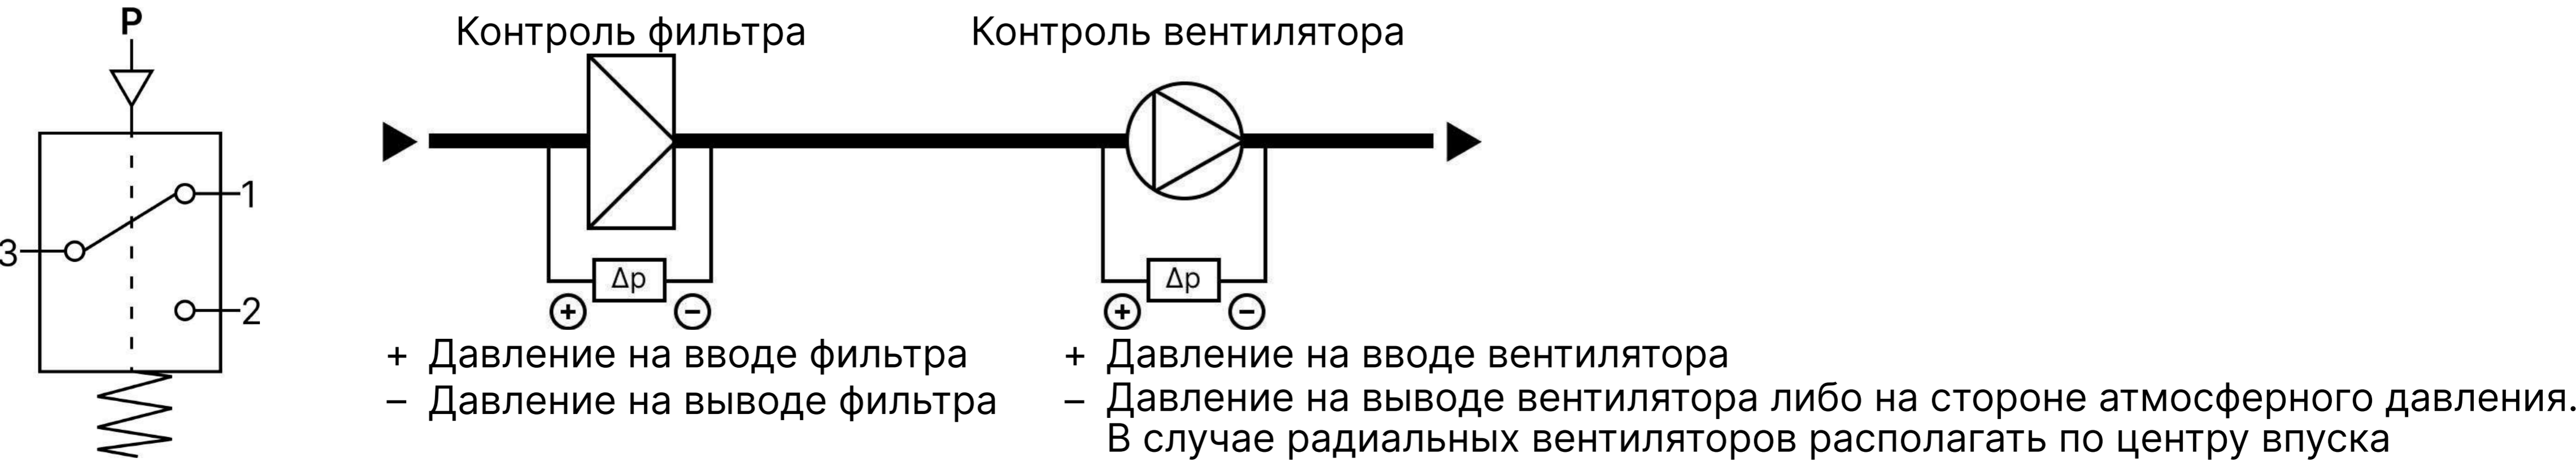 P
Контроль фильтра
Контроль вентилятора
1
3
2
Δp
Δp
+ −
+ −
+ Давление на вводе фильтра
− Давление на выводе фильтра
+ Давление на вводе вентилятора
− Давление на выводе вентилятора либо на стороне атмосферного давления.
В случае радиальных вентиляторов располагать по центру впуска